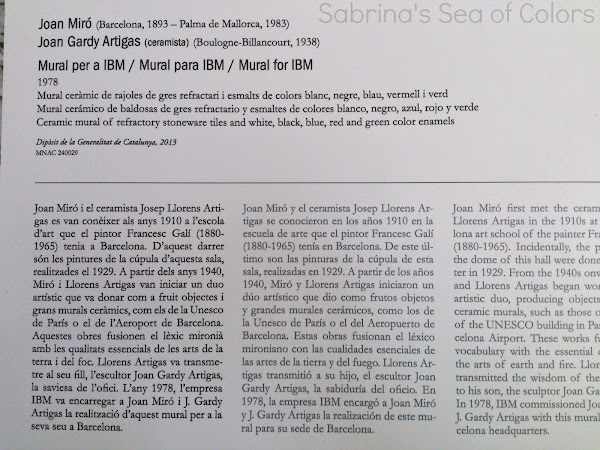 Sabrina's Sea of Colors
Joan Miró (Barcelona, 1893 – Palma de Mallorca, 1983)
Joan Gardy Artigas (ceramista) (Boulogne-Billancourt, 1938)
Mural per a IBM / Mural para IBM / Mural for IBM
1978
Mural ceràmic de rajoles de gres refractari i esmalts de colors blanc, negre, blau, vermell i verd
Mural cerámico de baldosas de gres refractario y esmaltes de colores blanco, negro, azul, rojo y verde
Ceramic mural of refractory stoneware tiles and white, black, blue, red and green color enamels
Dipòsit de la Generalitat de Catalunya, 2013
MNAC 240029
Joan Miró i el ceramista Josep Llorens Arti-
gas es van conèixer als anys 1910 a l'escola
d'art que el pintor Francesc Galí (1880-
1965) tenia a Barcelona. D'aquest darrer
són les pintures de la cúpula d'aquesta sala,
realitzades el 1929. A partir dels anys 1940,
Miró i Llorens Artigas van iniciar un duo
artístic que va donar com a fruit objectes i
grans murals ceràmics, com els de la Unesco
de París o el de l'Aeroport de Barcelona.
Aquestes obres fusionen el lèxic mironià
amb les qualitats essencials de les arts de la
terra i del foc. Llorens Artigas va transme-
tre al seu fill, l'escultor Joan Gardy Artigas,
la saviesa de l'ofici. L'any 1978, l'empresa
IBM va encarregar a Joan Miró i J. Gardy
Artigas la realització d'aquest mural per a la
seva seu a Barcelona.
Joan Miró y el ceramista Josep Llorens Ar-
tigas se conocieron en los años 1910 en la
escuela de arte que el pintor Francesc Galí
(1880-1965) tenía en Barcelona. De este úl-
timo son las pinturas de la cúpula de esta
sala, realizadas en 1929. A partir de los años
1940, Miró y Llorens Artigas iniciaron un
dúo artístico que dio como frutos objetos
y grandes murales cerámicos, como los de
la Unesco de París o el del Aeropuerto de
Barcelona. Estas obras fusionan el léxico
mironiano con las cualidades esenciales de
las artes de la tierra y del fuego. Llorens Ar-
tigas transmitió a su hijo, el escultor Joan
Gardy Artigas, la sabiduría del oficio. En
1978, la empresa IBM encargó a Joan Miró
y J. Gardy Artigas la realización de este mu-
ral para su sede de Barcelona.
Joan Miró first met the ceram
Llorens Artigas in the 1910s at
lona art school of the painter Fra
(1880-1965). Incidentally, the p
the dome of this hall were done
ter in 1929. From the 1940s onv
and Llorens Artigas began wor
artistic duo, producing objects
ceramic murals, such as those o
of the UNESCO building in Par
celona Airport. These works fu
vocabulary with the essential
the arts of earth and fire. Llor
transmitted the wisdom of the
to his son, the sculptor Joan Ga
In 1978, IBM commissioned Joa
J. Gardy Artigas with this mural
celona headquarters.